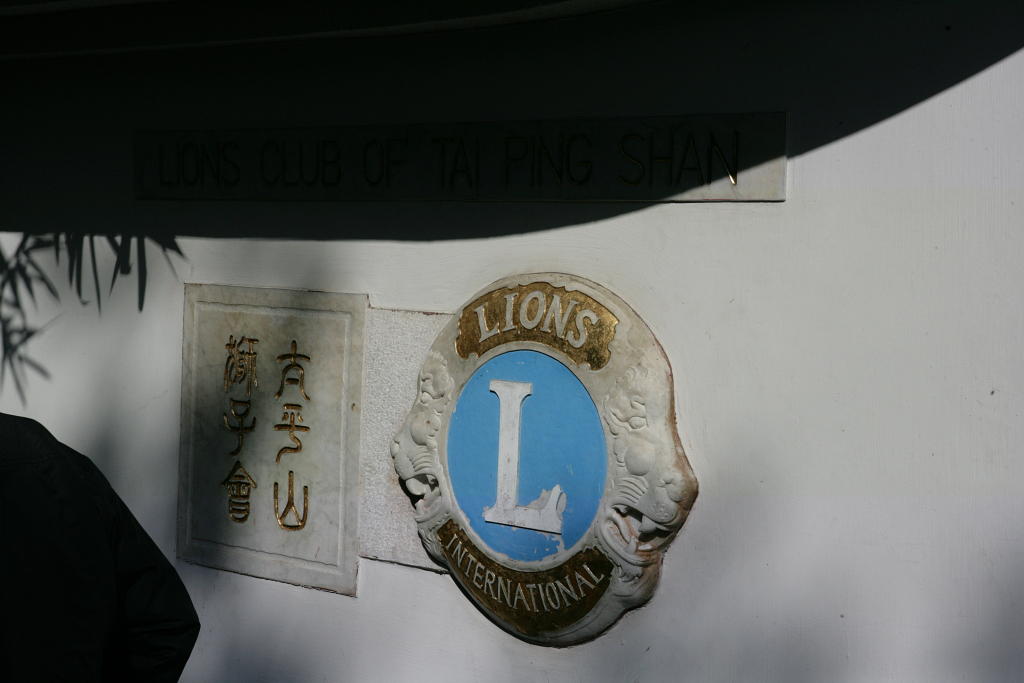 LIONS CLUB OF TAI PING SHAN
太平山
獅子會
LIONS
L
INTERNATIONAL